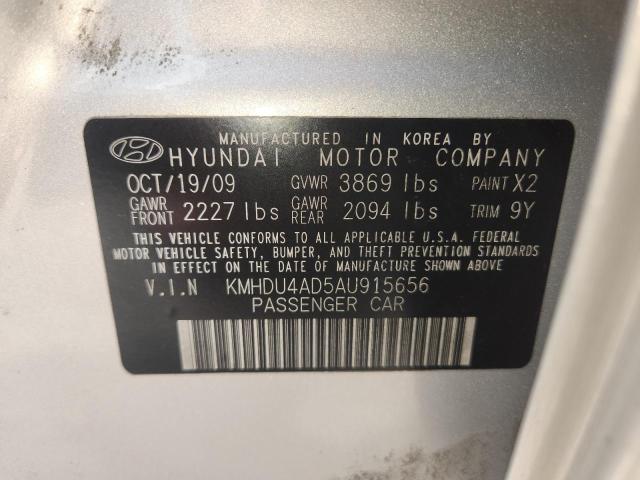 MANUFACTURED IN KOREA BY
HYUNDAI MOTOR COMPANY
OCT/19/09 GVWR 3869 lbs PAINT X2
GAWR FRONT 2227 lbs GAWR REAR 2094 lbs TRIM 9Y
THIS VEHICLE CONFORMS TO ALL APPLICABLE U.S.A. FEDERAL
MOTOR VEHICLE SAFETY, BUMPER, AND THEFT PREVENTION
STANDARDS IN EFFECT ON THE DATE OF MANUFACTURE SHOWN ABOVE
V.I.N KMHDU4AD5AU915656
PASSENGER CAR